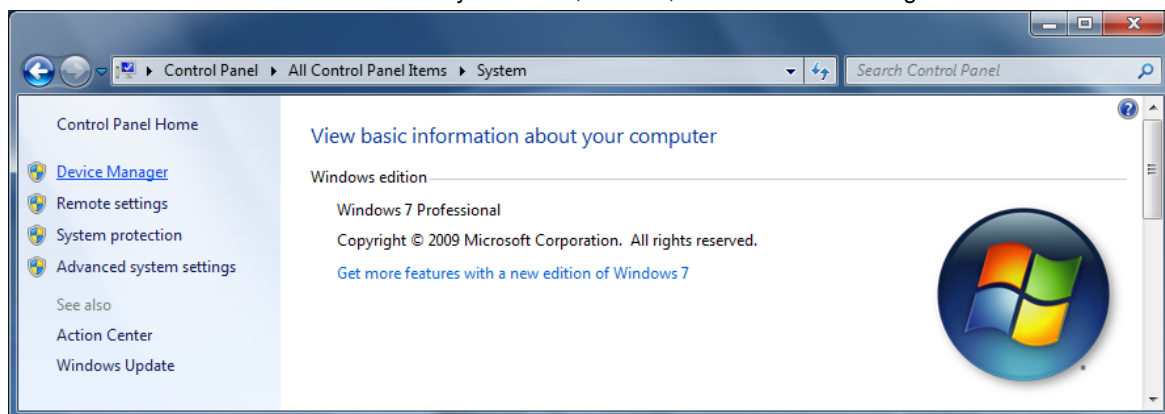 Control Panel ▸ All Control Panel Items ▸ System
Search Control Panel
Control Panel Home
Device Manager
Remote settings
System protection
Advanced system settings
See also
Action Center
Windows Update
View basic information about your computer
Windows edition
Windows 7 Professional
Copyright © 2009 Microsoft Corporation. All rights reserved.
Get more features with a new edition of Windows 7